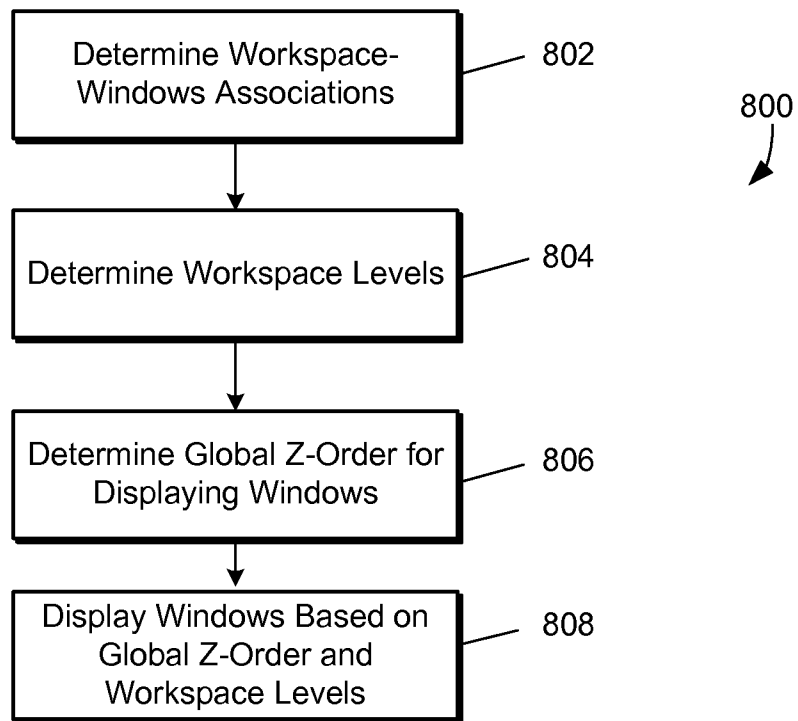 Determine Workspace-
Windows Associations
802
800
Determine Workspace Levels
804
Determine Global Z-Order for
Displaying Windows
806
Display Windows Based on
Global Z-Order and
Workspace Levels
808